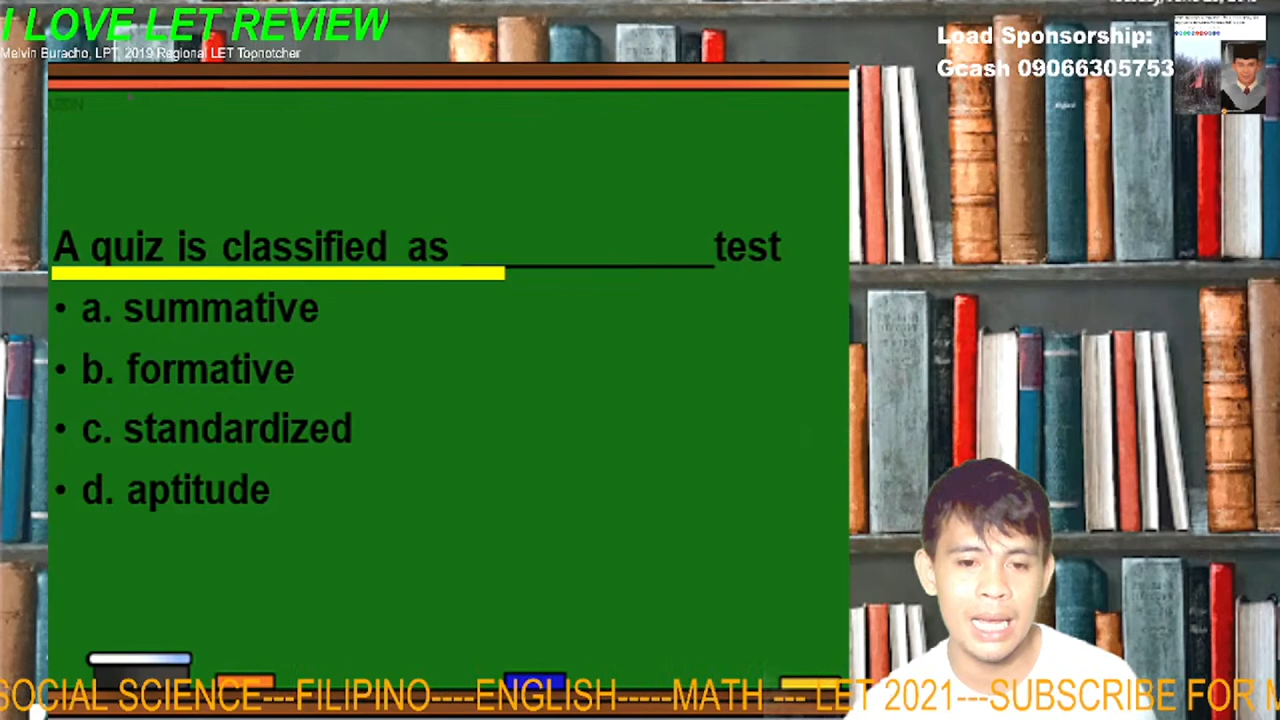 I LOVE LET REVIEW
Melvin Buracho, LPT, 2019 Regional LET Topnotcher
Load Sponsorship:
Gcash 09066305753
A quiz is classified as ____________test
• a. summative
• b. formative
• c. standardized
• d. aptitude
SOCIAL SCIENCE---FILIPINO----ENGLISH-----MATH ---LET 2021---SUBSCRIBE FOR